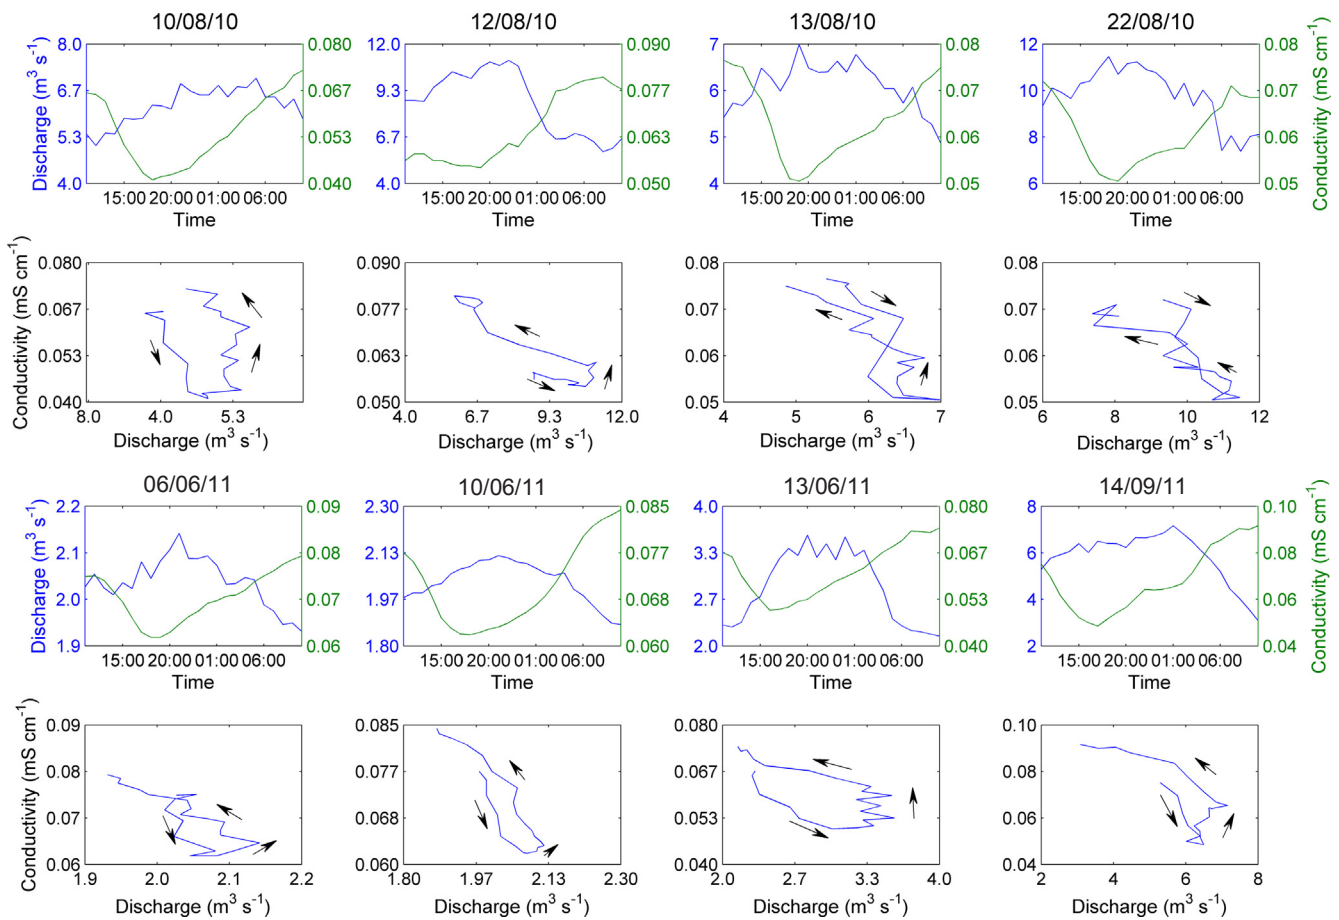 10/08/10 12/08/10 13/08/10 22/08/10
8.0 0.080 12.0 0.090 7 0.08 12 0.08
6.7 0.067 9.3 0.077 6 0.07 10 0.07
5.3 0.053 6.7 0.063 5 0.06 8 0.06
4.0 0.040 4.0 0.050 4 0.05 6 0.05
Discharge (m³ s⁻¹)
Conductivity (mS cm⁻¹)
15:00 20:00 01:00 06:00 15:00 20:00 01:00 06:00 15:00 20:00 01:00 06:00 15:00 20:00 01:00 06:00
Time Time Time Time
Conductivity (mS cm⁻¹)
0.080 0.090 0.08 0.08
0.067 0.077 0.07 0.07
0.053 0.063 0.06 0.06
0.040 0.050 0.05 0.05
8.0 4.0 5.3 4.0 6.7 9.3 12.0 4 5 6 7 6 8 10 12
Discharge (m³ s⁻¹) Discharge (m³ s⁻¹) Discharge (m³ s⁻¹) Discharge (m³ s⁻¹)
06/06/11 10/06/11 13/06/11 14/09/11
2.2 0.09 2.30 0.085 4.0 0.080 8 0.10
2.1 0.08 2.13 0.077 3.3 0.067 6 0.08
2.0 0.07 1.97 0.068 2.7 0.053 4 0.06
1.9 0.06 1.80 0.060 2.0 0.040 2 0.04
Discharge (m³ s⁻¹)
Conductivity (mS cm⁻¹)
15:00 20:00 01:00 06:00 15:00 20:00 01:00 06:00 15:00 20:00 01:00 06:00 15:00 20:00 01:00 06:00
Time Time Time Time
Conductivity (mS cm⁻¹)
0.09 0.085 0.080 0.10
0.08 0.077 0.067 0.08
0.07 0.068 0.053 0.06
0.06 0.060 0.040 0.04
1.9 2.0 2.1 2.2 1.80 1.97 2.13 2.30 2.0 2.7 3.3 4.0 2 4 6 8
Discharge (m³ s⁻¹) Discharge (m³ s⁻¹) Discharge (m³ s⁻¹) Discharge (m³ s⁻¹)